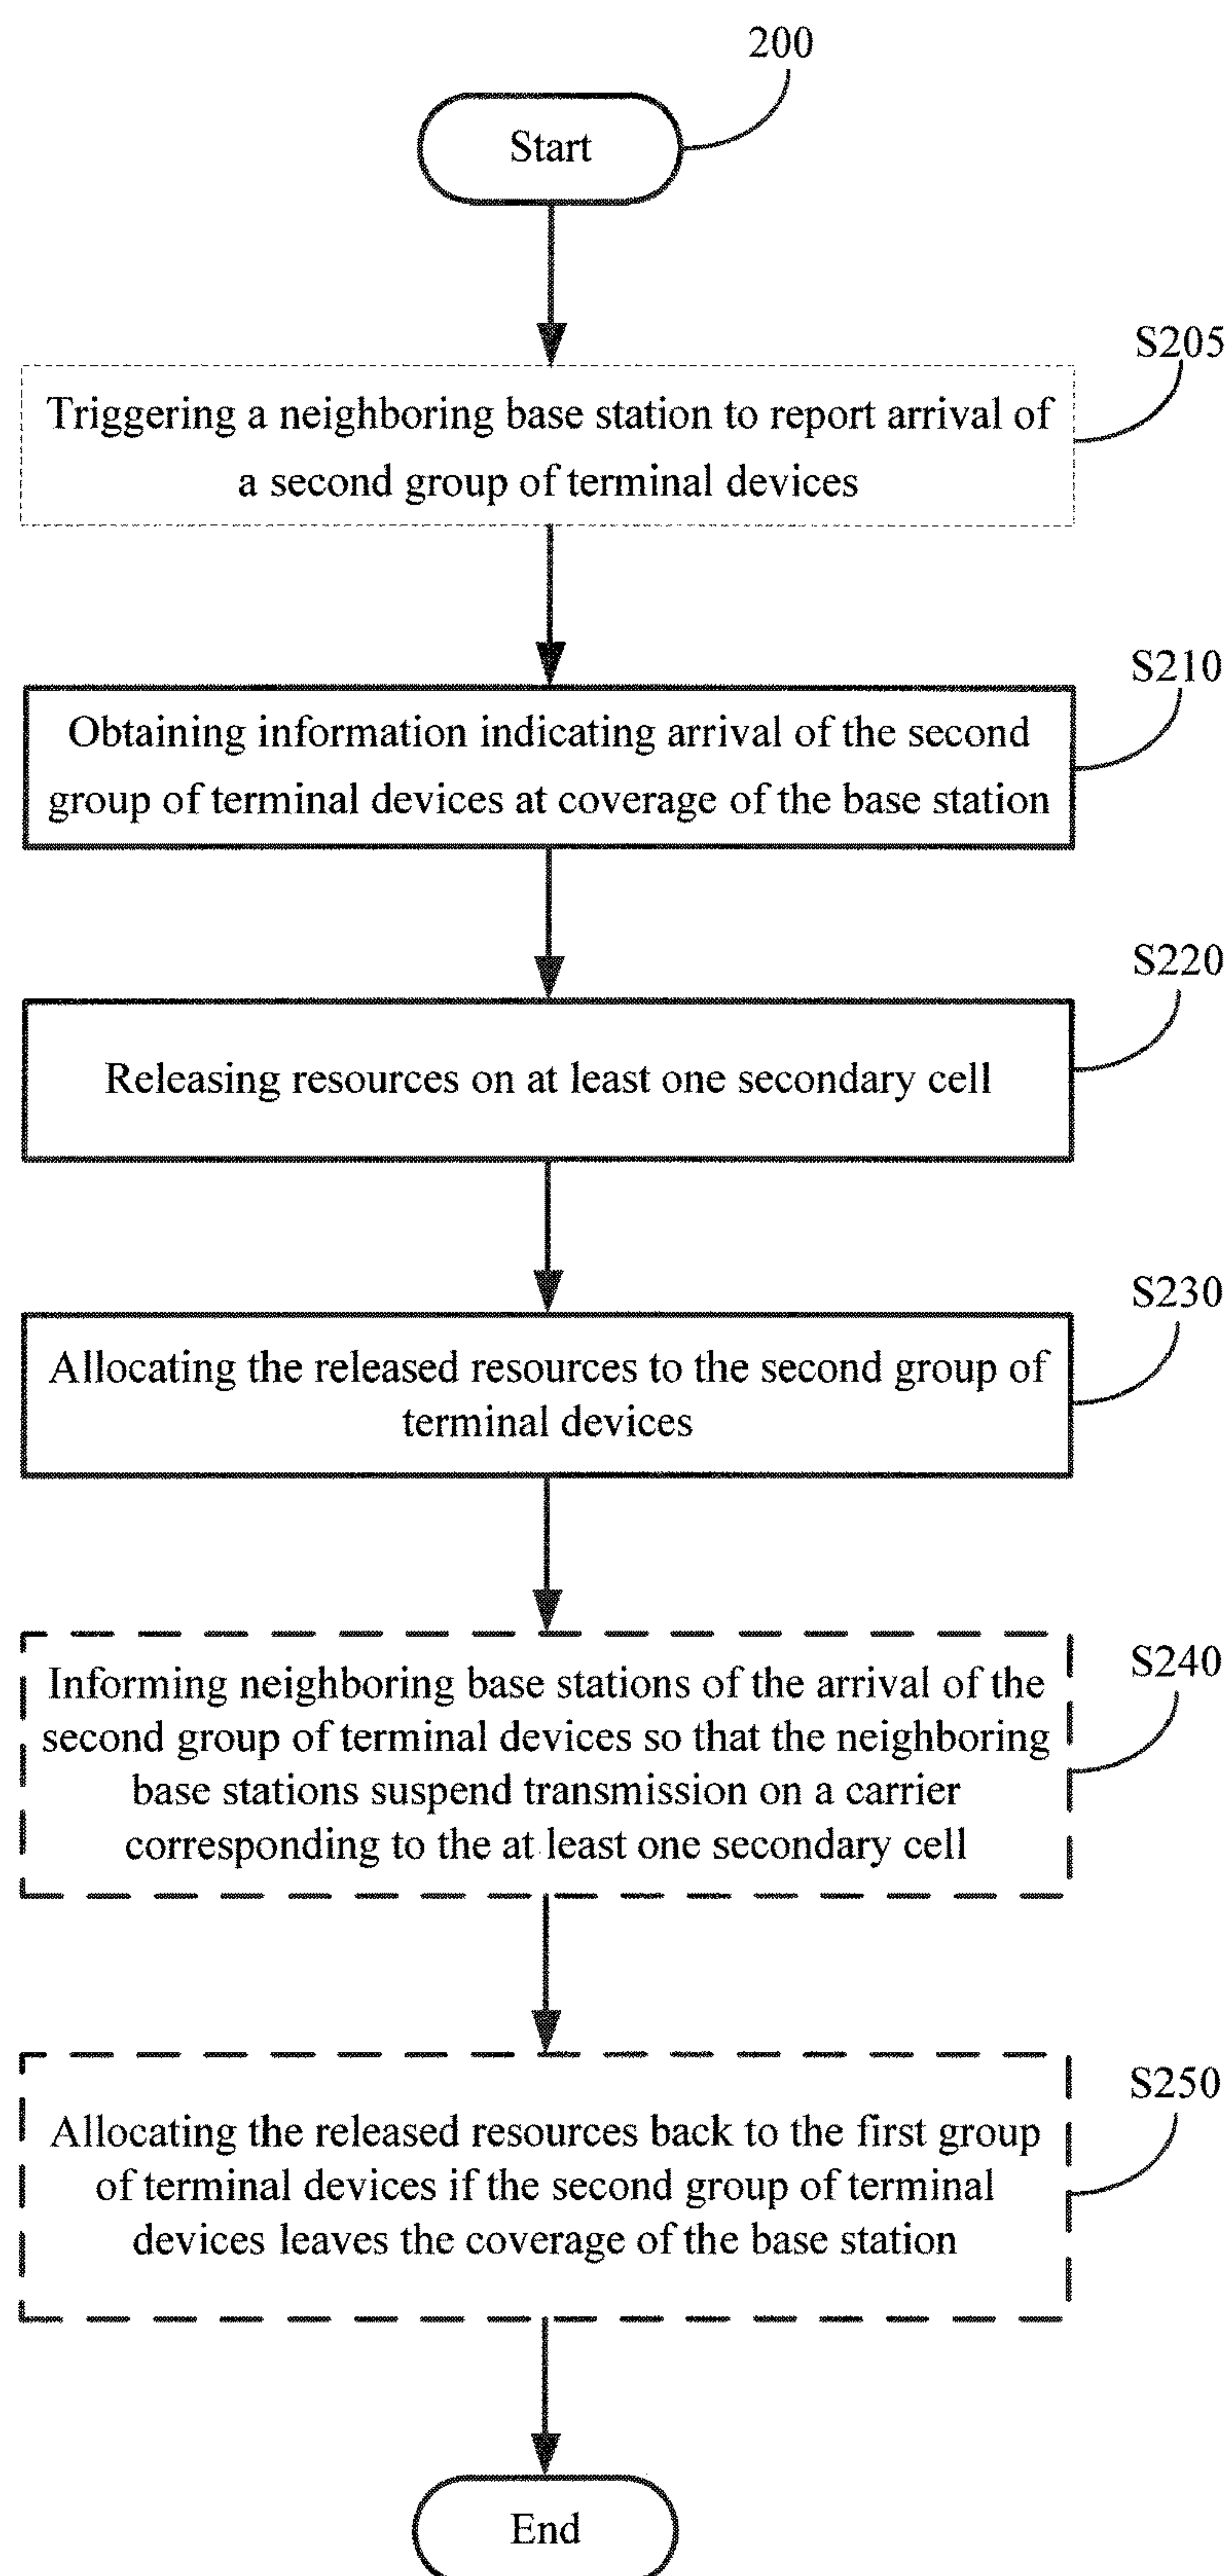 200
Start
S205
Triggering a neighboring base station to report arrival of
a second group of terminal devices
S210
Obtaining information indicating arrival of the second
group of terminal devices at coverage of the base station
S220
Releasing resources on at least one secondary cell
S230
Allocating the released resources to the second group of
terminal devices
S240
Informing neighboring base stations of the arrival of the
second group of terminal devices so that the neighboring
base stations suspend transmission on a carrier
corresponding to the at least one secondary cell
S250
Allocating the released resources back to the first group
of terminal devices if the second group of terminal
devices leaves the coverage of the base station
End